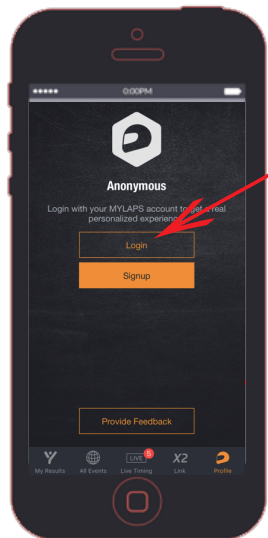 0:00PM
Anonymous
Login with your MYLAPS account to get a real
personalized experience
Login
Signup
Provide Feedback
LIVE 5 X2
My Results All Events Live Timing Link Profile